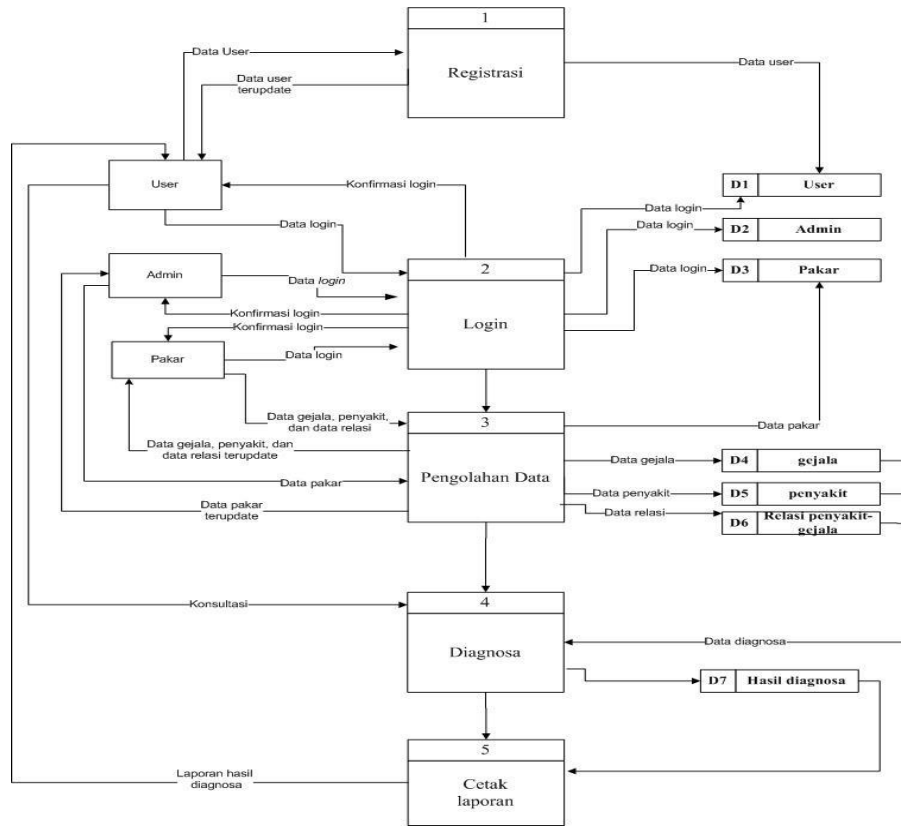 1
Registrasi
Data User
Data user
terupdate
Data user
User
Konfirmasi login
Data login
D1 User
Data login
D2 Admin
Data login
D3 Pakar
Data login
Admin
Data login
2
Login
Konfirmasi login
Konfirmasi login
Pakar
Data login
Data gejala, penyakit,
dan data relasi
3
Pengolahan Data
Data gejala, penyakit, dan
data relasi terupdate
Data pakar
Data pakar
terupdate
Data pakar
Data gejala
D4 gejala
Data penyakit
D5 penyakit
Data relasi
D6 Relasi penyakit-
gejala
Konsultasi
4
Diagnosa
Data diagnosa
D7 Hasil diagnosa
5
Cetak
laporan
Laporan hasil
diagnosa